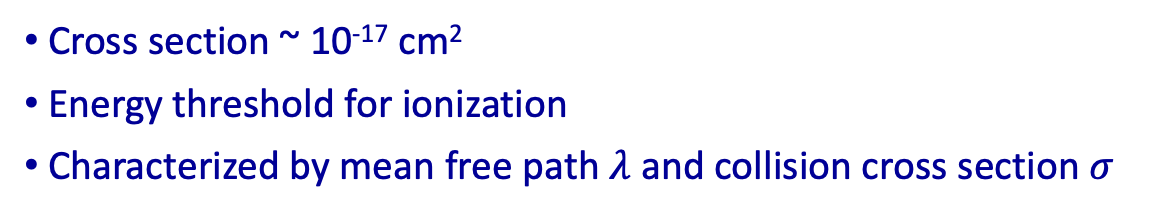 • Cross section ~ 10⁻¹⁷ cm²
• Energy threshold for ionization
• Characterized by mean free path 𝜆 and collision cross section 𝜎